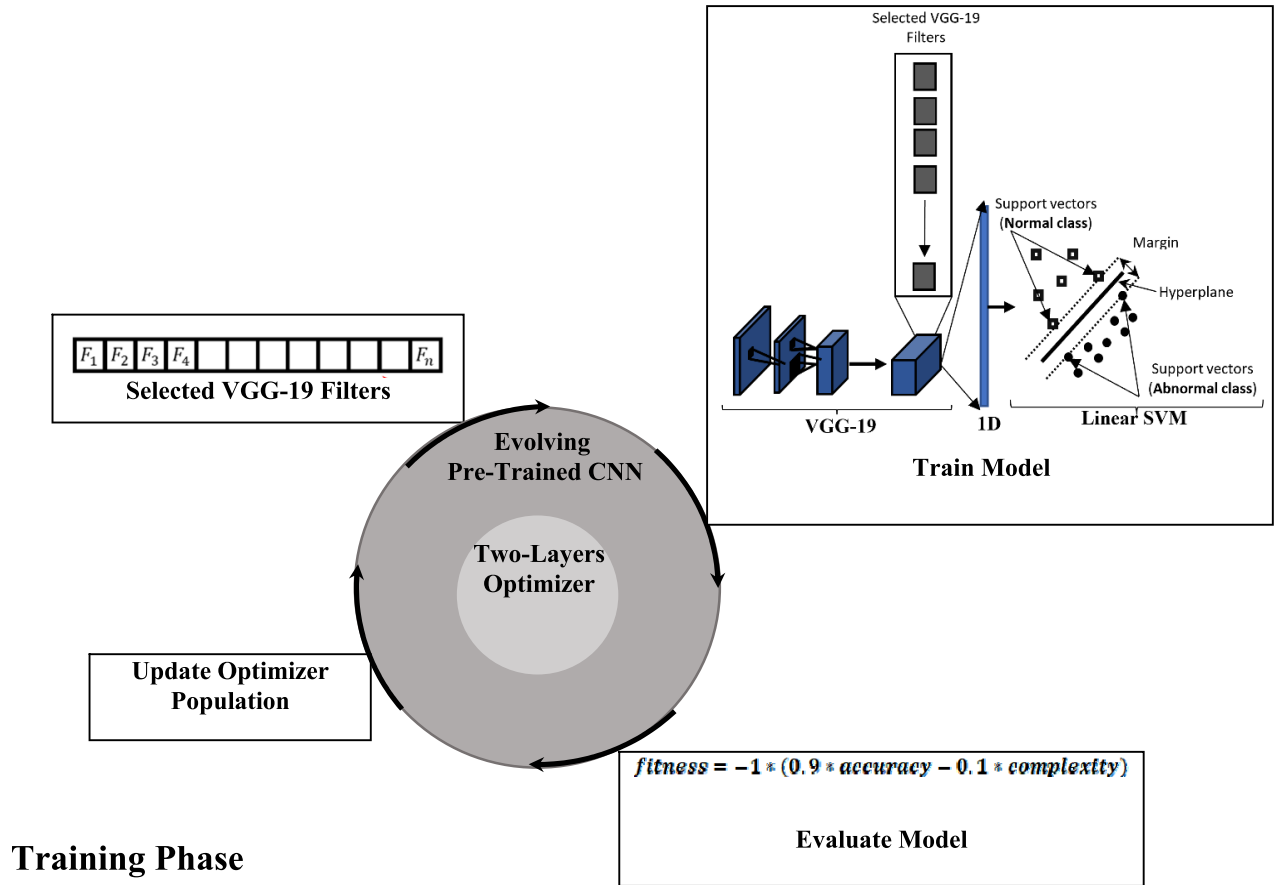 Selected VGG-19
Filters
Support vectors
(Normal class)
Margin
Hyperplane
Support vectors
(Abnormal class)
VGG-19
1D
Linear SVM
Train Model
F1 F2 F3 F4 Fn
Selected VGG-19 Filters
Evolving
Pre-Trained CNN
Two-Layers
Optimizer
Update Optimizer
Population
fitness = −1 * (0.9 * accuracy − 0.1 * complexity)
Evaluate Model
Training Phase